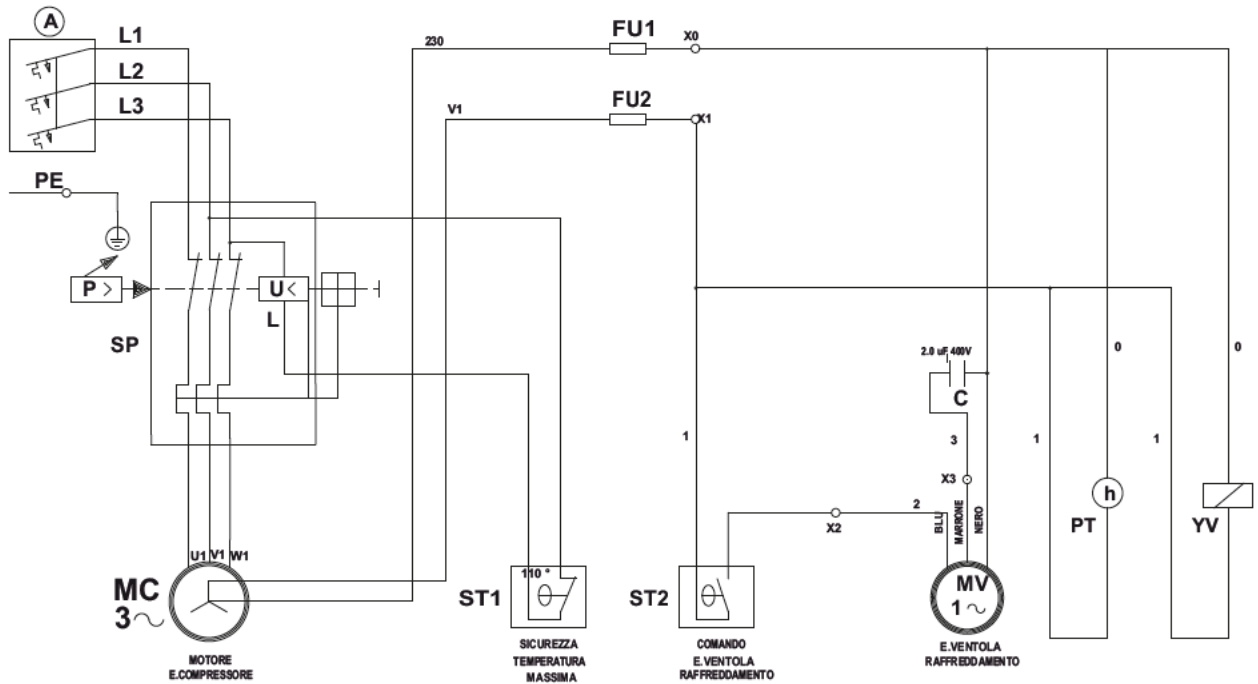 A
L1
L2
L3
PE
230
FU1
X0
V1
FU2
X1
P >
SP
U <
L
2.0 uF 400V
C
0
0
1
3
1
1
X3
h
PT
YV
2
X2
BLU
MARRONE
NERO
U1 V1 W1
MC
3 ~
110 °
ST1
ST2
MV
1 ~
MOTORE
E.COMPRESSORE
SICUREZZA
TEMPERATURA
MASSIMA
COMANDO
E.VENTOLA
RAFFREDDAMENTO
E.VENTOLA
RAFFREDDAMENTO